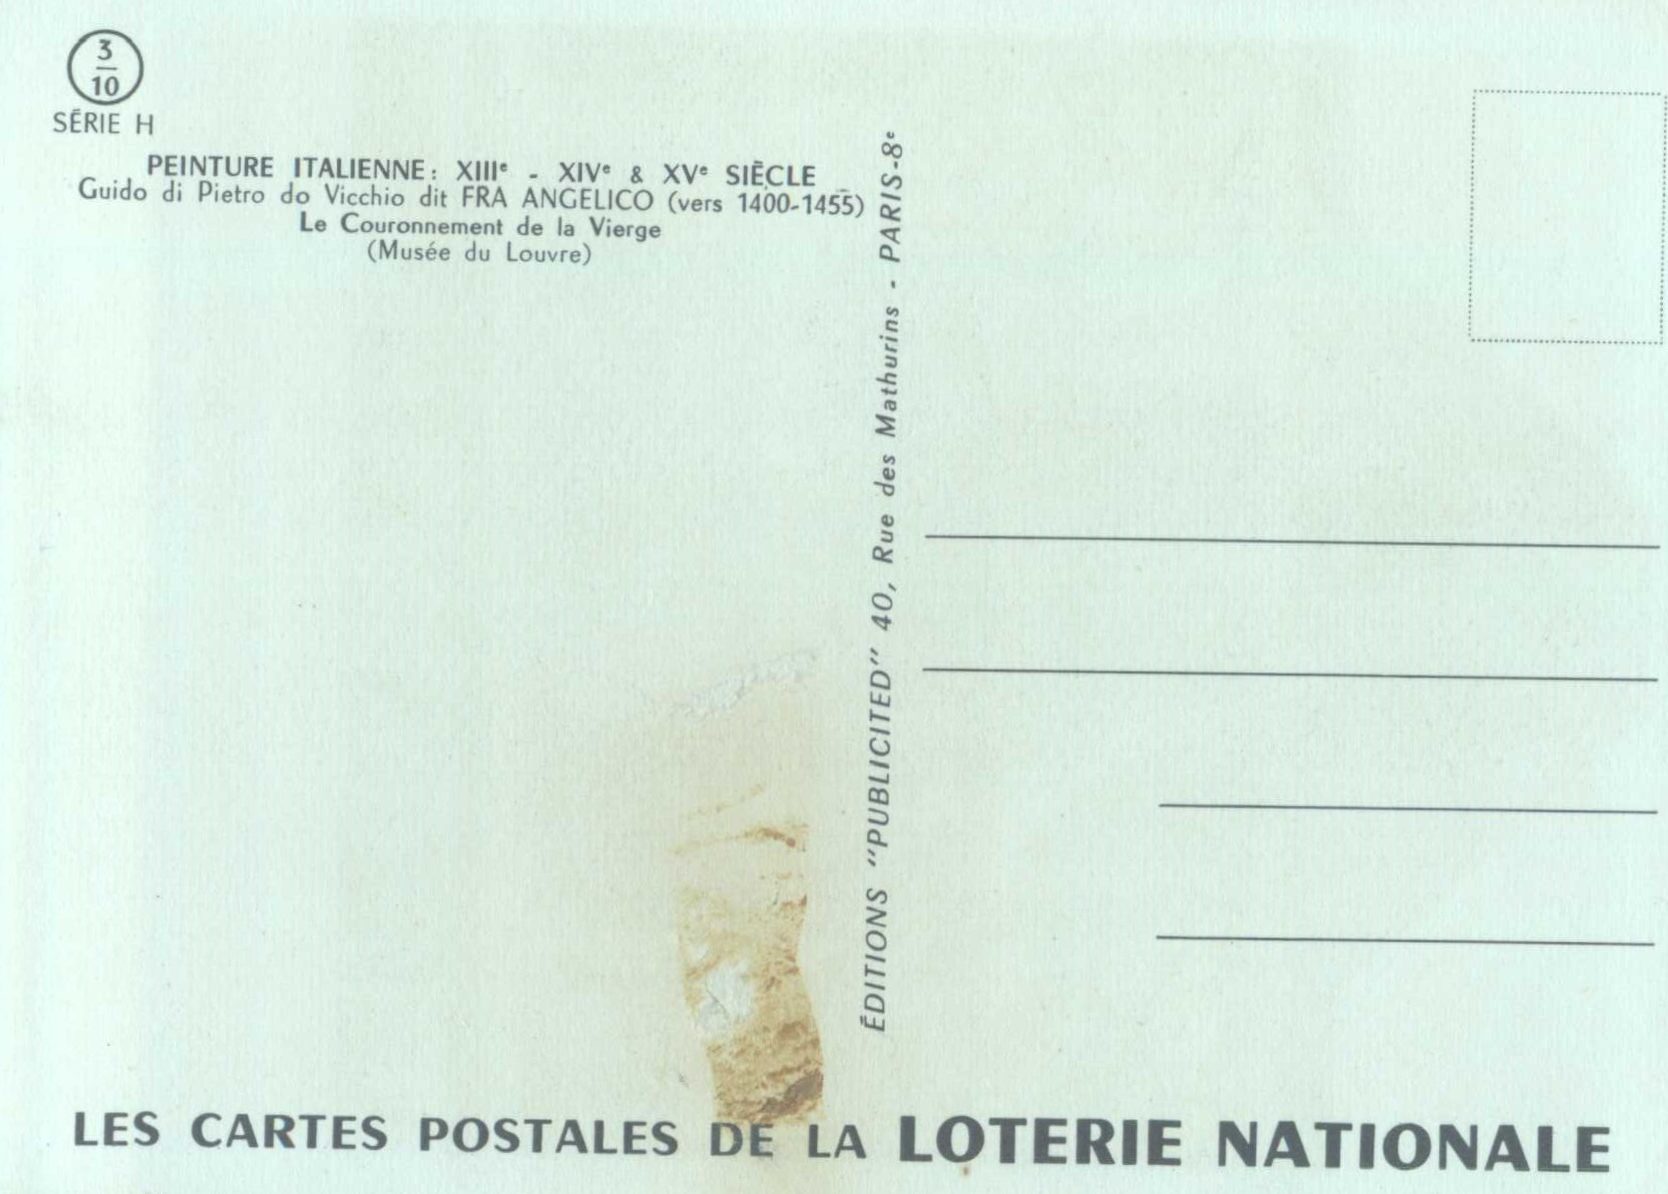 3
10
SÉRIE H
PEINTURE ITALIENNE: XIIIe - XIVe & XVe SIÈCLE
Guido di Pietro do Vicchio dit FRA ANGELICO (vers 1400-1455)
Le Couronnement de la Vierge
(Musée du Louvre)
ÉDITIONS "PUBLICITED" 40, Rue des Mathurins - PARIS-8e
LES CARTES POSTALES DE LA LOTERIE NATIONALE